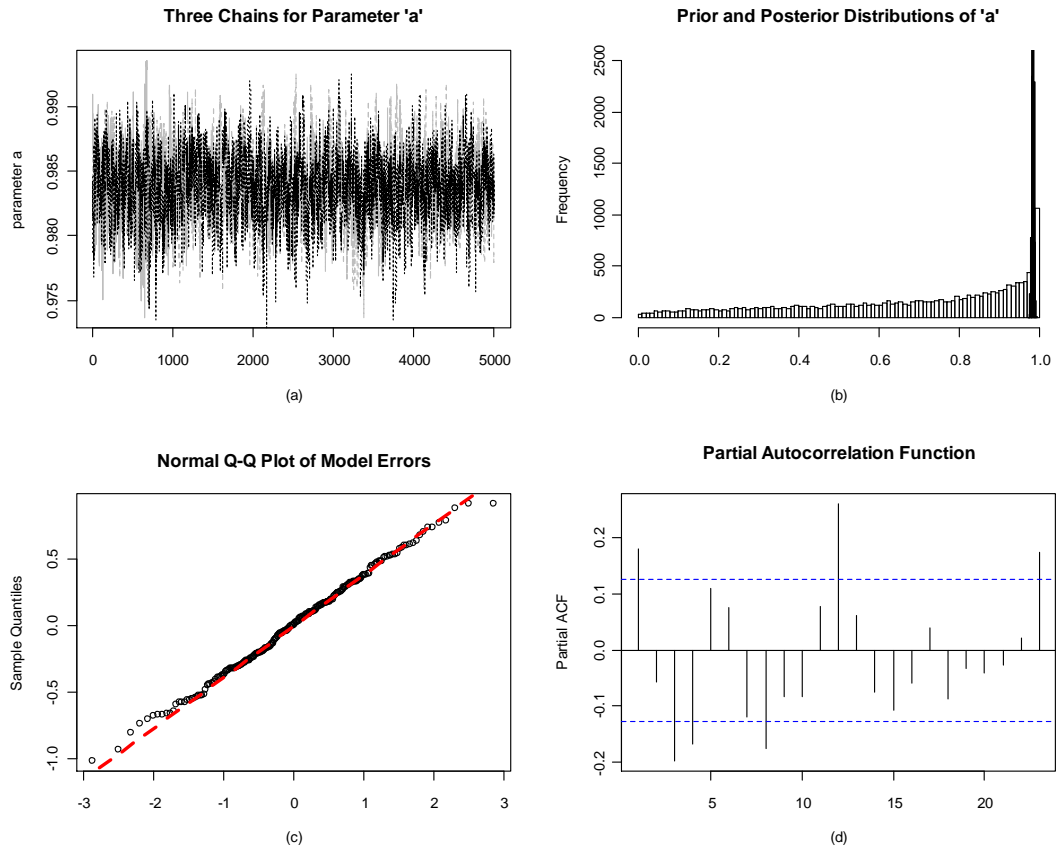 Three Chains for Parameter 'a'
parameter a
0.990
0.985
0.980
0.975
0 1000 2000 3000 4000 5000
(a)
Prior and Posterior Distributions of 'a'
Frequency
2500
2000
1500
1000
500
0
0.0 0.2 0.4 0.6 0.8 1.0
(b)
Normal Q-Q Plot of Model Errors
Sample Quantiles
0.5
0.0
-0.5
-1.0
-3 -2 -1 0 1 2 3
(c)
Partial Autocorrelation Function
Partial ACF
0.2
0.1
0.0
-0.1
-0.2
5 10 15 20
(d)